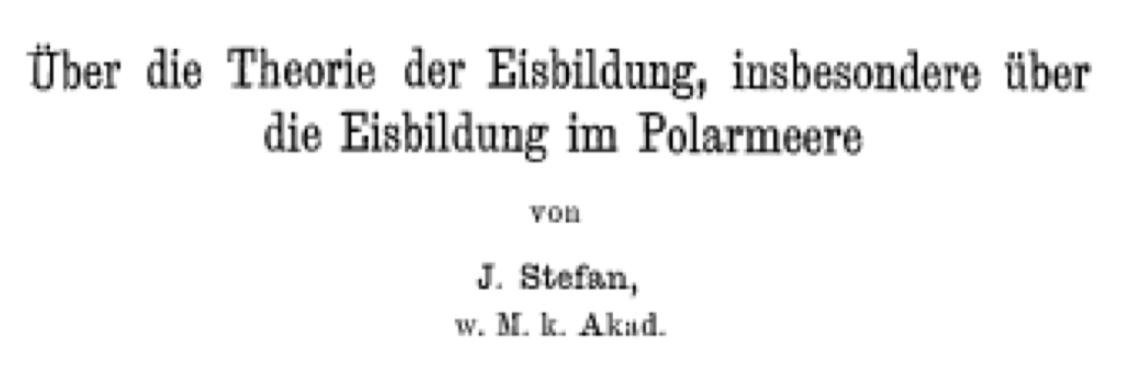 Über die Theorie der Eisbildung, insbesondere über
die Eisbildung im Polarmeere
von
J. Stefan,
w. M. k. Akad.